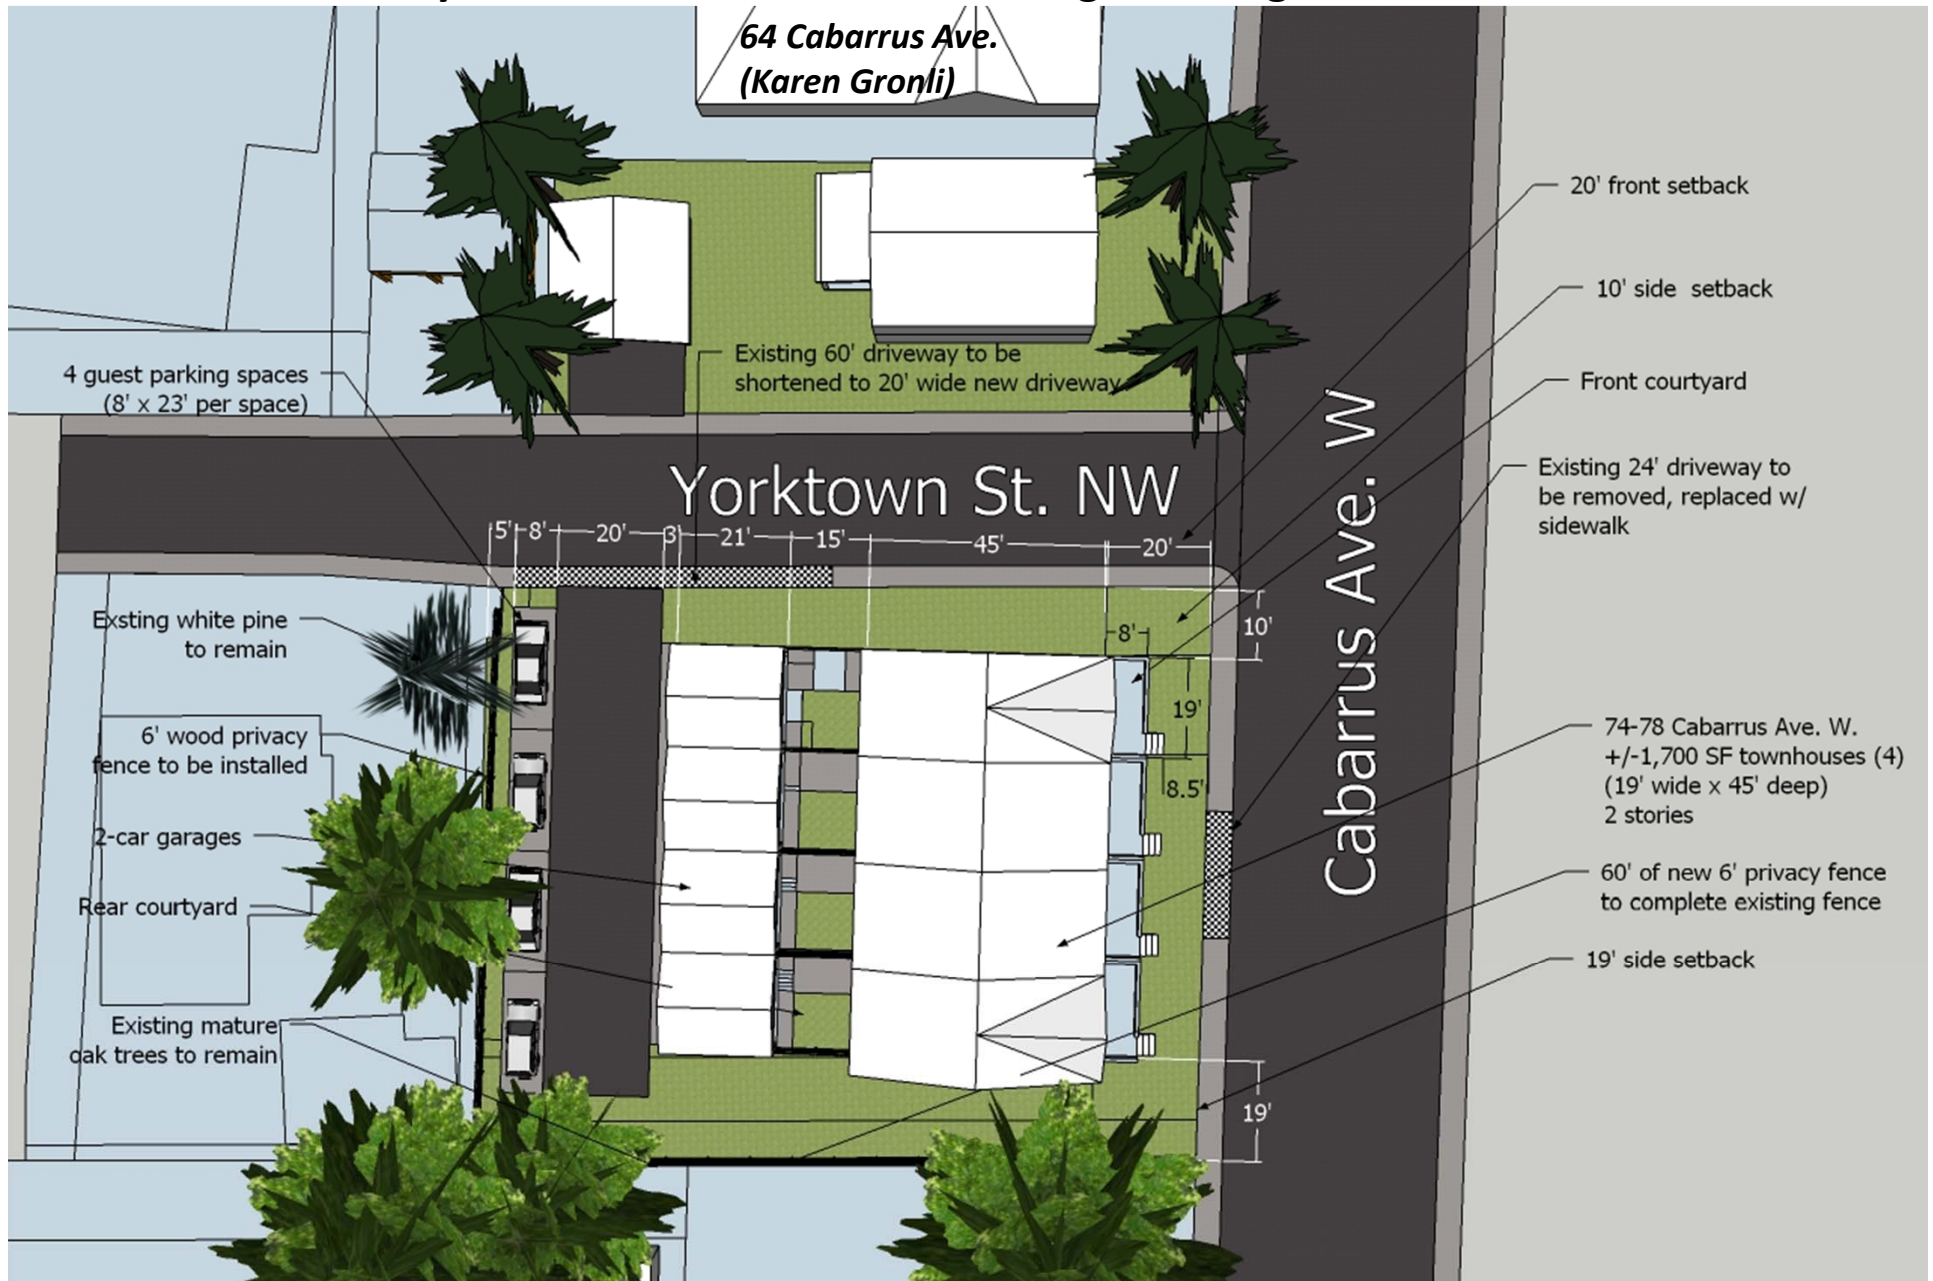 64 Cabarrus Ave.
(Karen Gronli)
20' front setback
10' side setback
Existing 60' driveway to be
shortened to 20' wide new driveway
4 guest parking spaces
(8' x 23' per space)
Front courtyard
Existing 24' driveway to
be removed, replaced w/
sidewalk
Yorktown St. NW
Cabarrus Ave. W
5'
8'
20'
3'
21'
15'
45'
20'
Exsting white pine
to remain
10'
8'
19'
6' wood privacy
fence to be installed
8.5'
74-78 Cabarrus Ave. W.
+/-1,700 SF townhouses (4)
(19' wide x 45' deep)
2 stories
2-car garages
60' of new 6' privacy fence
to complete existing fence
Rear courtyard
19' side setback
Existing mature
oak trees to remain
19'